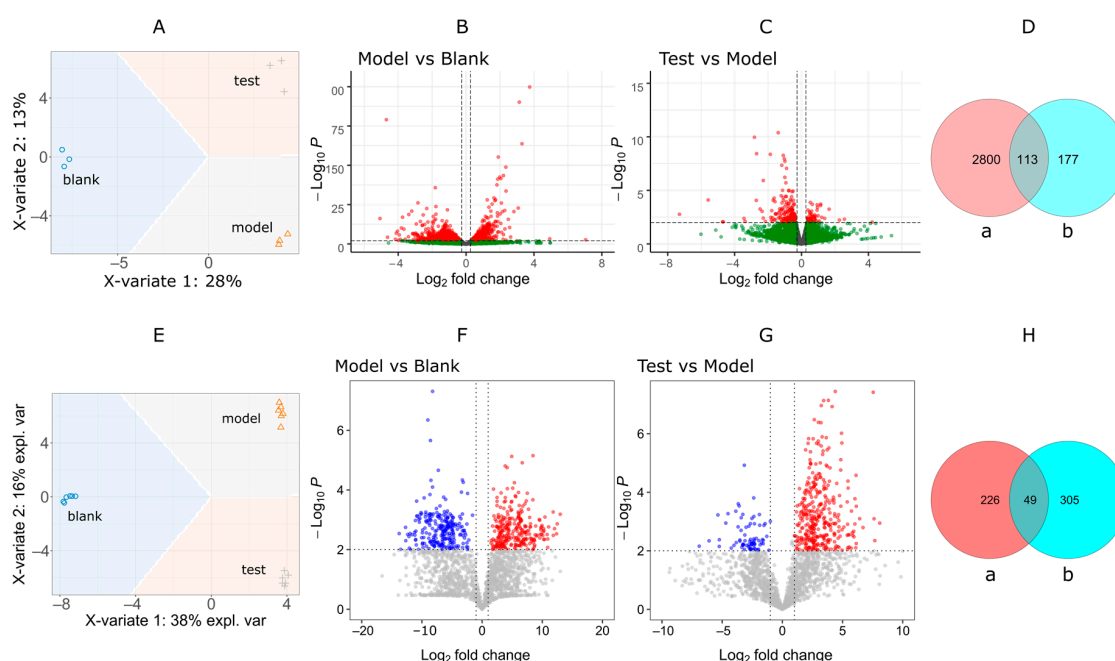 A
B
C
D
Model vs Blank
Test vs Model
X-variate 2: 13%
4
0
−4
test
blank
model
−5
0
X-variate 1: 28%
− Log10 P
00
75
50
25
0
−4
0
4
8
Log2 fold change
− Log10 P
15
10
5
0
−8
−4
0
4
Log2 fold change
2800
113
177
a
b
E
F
G
H
Model vs Blank
Test vs Model
X-variate 2: 16% expl. var
4
0
−4
model
blank
test
−8
−4
0
4
X-variate 1: 38% expl. var
− Log10 P
6
4
2
0
−20
−10
0
10
20
Log2 fold change
− Log10 P
6
4
2
0
−10
−5
0
5
10
Log2 fold change
226
49
305
a
b